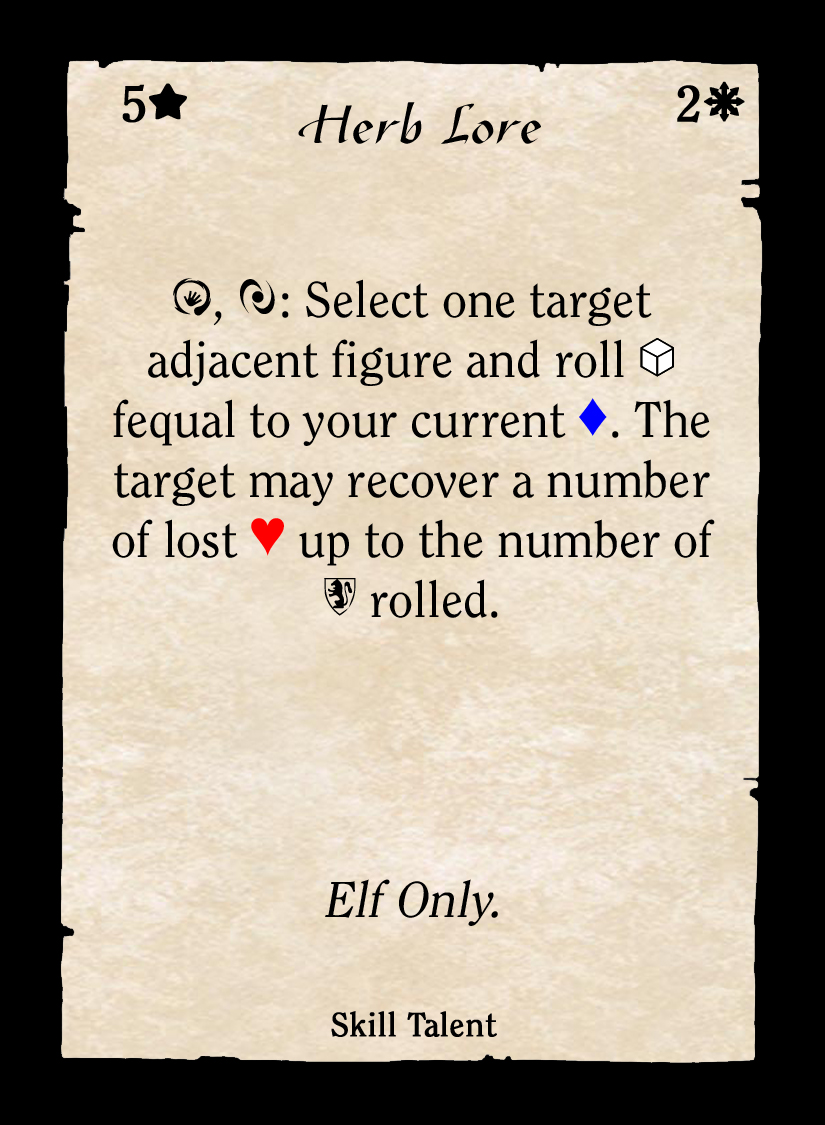 5★
Herb Lore
2
, : Select one target
adjacent figure and roll
fequal to your current ♦. The
target may recover a number
of lost ♥ up to the number of
rolled.
Elf Only.
Skill Talent